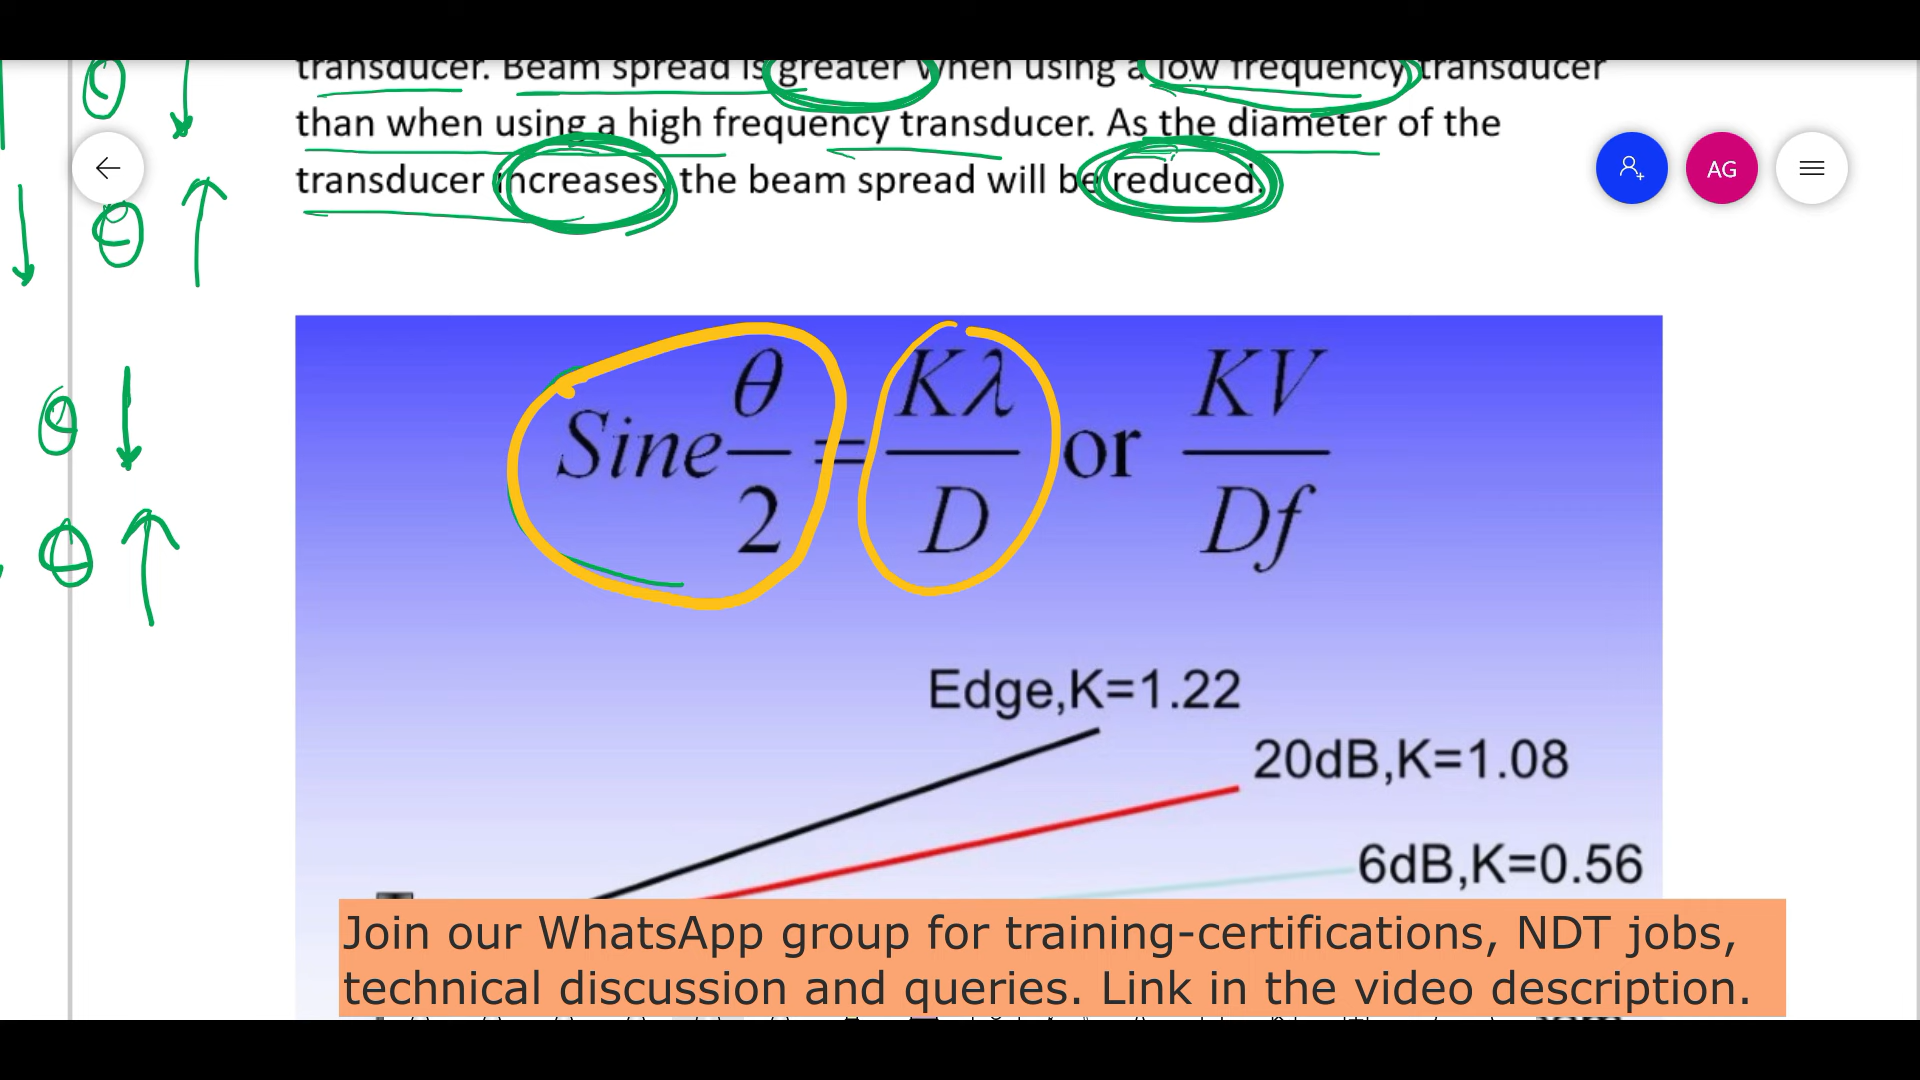 transducer. Beam spread is greater when using a low frequency transducer
than when using a high frequency transducer. As the diameter of the
transducer increases, the beam spread will be reduced.
AG
θ
θ
θ
θ
Sine θ/2 = Kλ/D or KV/Df
Edge,K=1.22
20dB,K=1.08
6dB,K=0.56
Join our WhatsApp group for training-certifications, NDT jobs,
technical discussion and queries. Link in the video description.